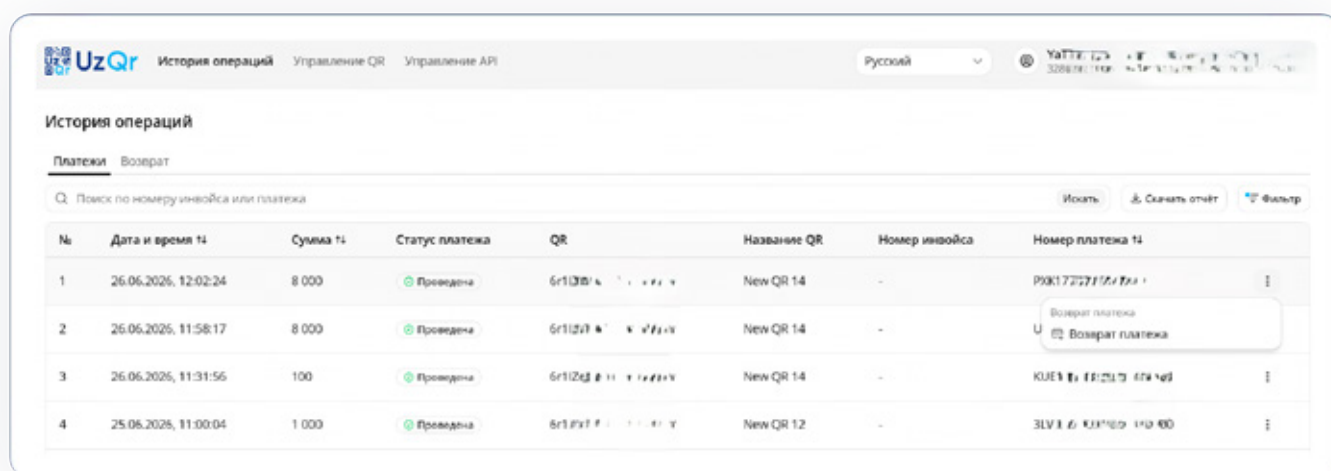 UzQr История операций Управление QR Управление API Русский
История операций
Платежи Возврат
Поиск по номеру инвойса или платежа Искать Скачать отчёт Фильтр
№ Дата и время Сумма Статус платежа QR Название QR Номер инвойса Номер платежа
1 26.06.2026, 12:02:24 8 000 Проведена New QR 14 -
Возврат платежа
2 26.06.2026, 11:58:17 8 000 Проведена New QR 14 - Возврат платежа
3 26.06.2026, 11:31:56 100 Проведена New QR 14 -
4 25.06.2026, 11:00:04 1 000 Проведена New QR 12 -